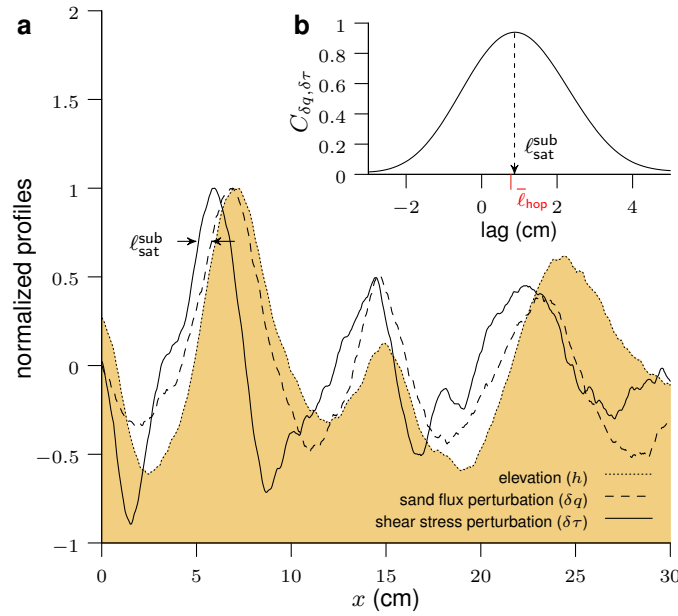 a
2
1.5
1
0.5
0
−0.5
−1
normalized profiles
0
5
10
15
20
25
30
x (cm)
ℓ_sat^sub
elevation (h)
sand flux perturbation (δq)
shear stress perturbation (δτ)
b
1
0.8
0.6
0.4
0.2
0
C_{δq,δτ}
−2
0
2
4
lag (cm)
ℓ_sat^sub
ℓ̄_hop